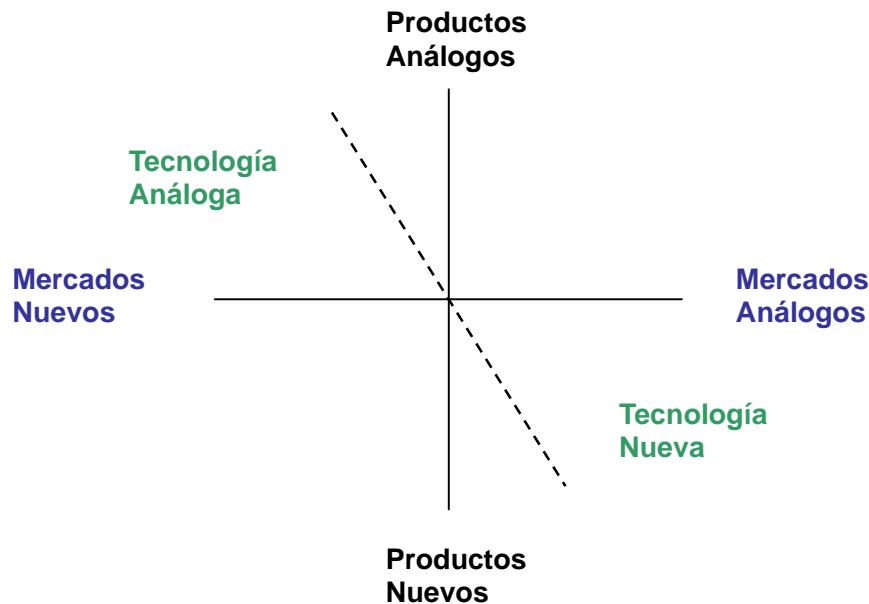 Productos
Análogos
Tecnología
Análoga
Mercados
Nuevos
Mercados
Análogos
Tecnología
Nueva
Productos
Nuevos